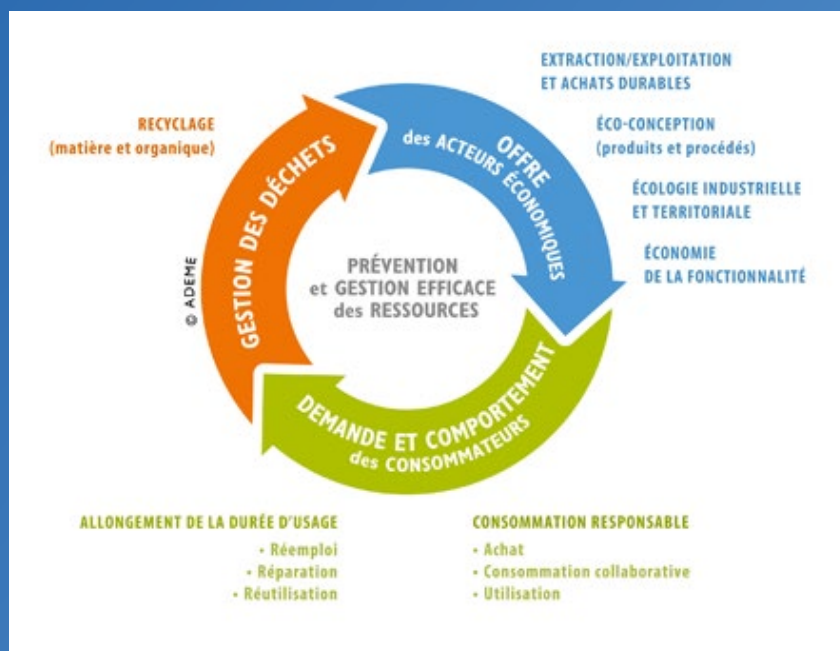 EXTRACTION/EXPLOITATION
ET ACHATS DURABLES
ÉCO-CONCEPTION
(produits et procédés)
ÉCOLOGIE INDUSTRIELLE
ET TERRITORIALE
ÉCONOMIE
DE LA FONCTIONNALITÉ
RECYCLAGE
(matière et organique)
OFFRE
des ACTEURS ÉCONOMIQUES
GESTION DES DÉCHETS
© ADEME
PRÉVENTION
et GESTION EFFICACE
des RESSOURCES
DEMANDE ET COMPORTEMENT
des CONSOMMATEURS
ALLONGEMENT DE LA DURÉE D'USAGE
• Réemploi
• Réparation
• Réutilisation
CONSOMMATION RESPONSABLE
• Achat
• Consommation collaborative
• Utilisation